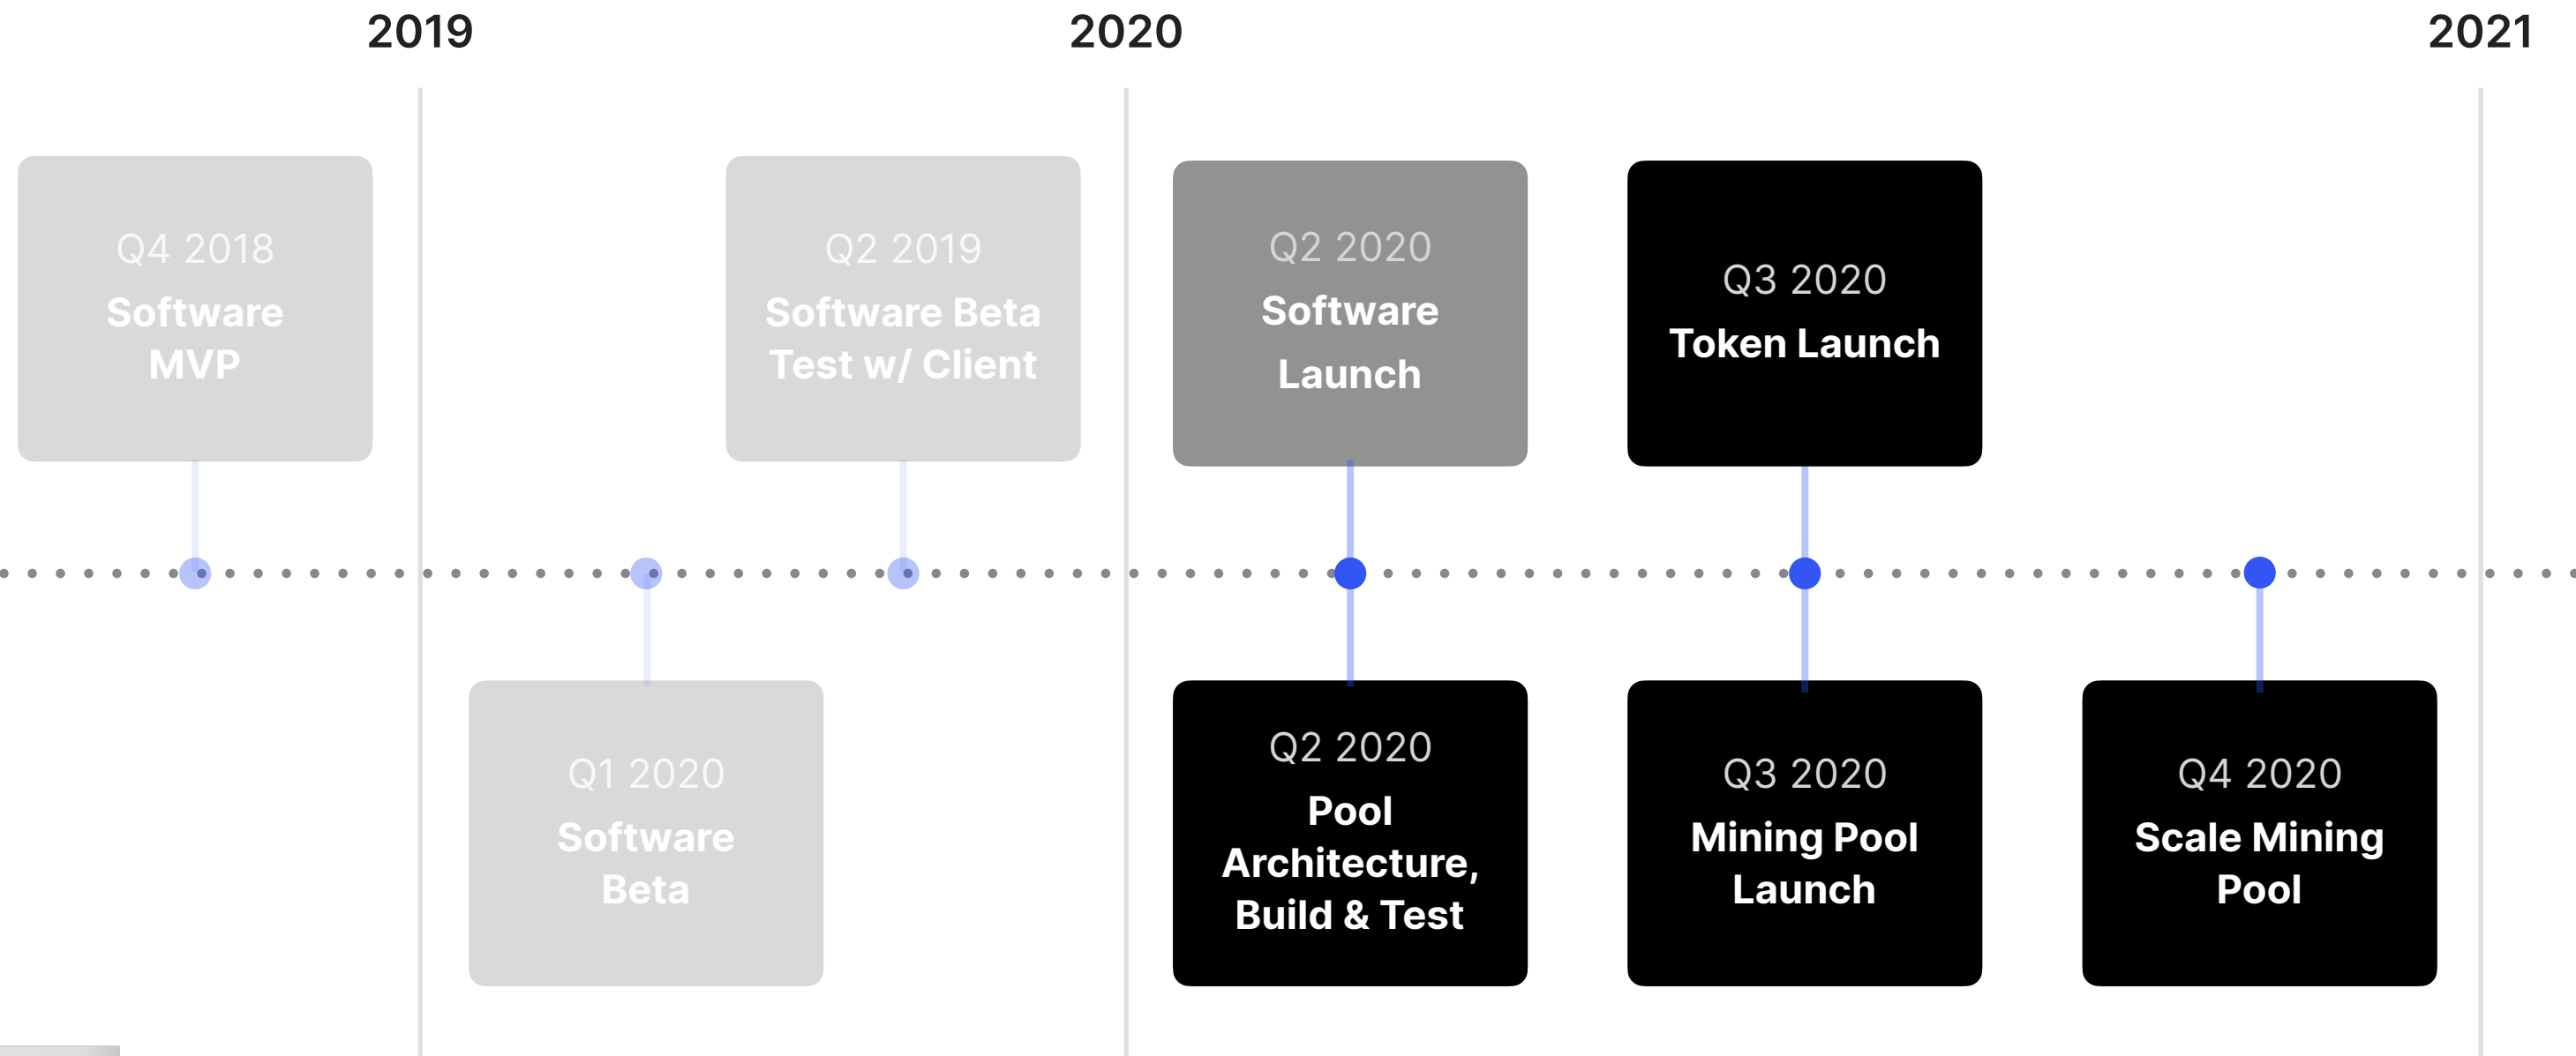 2019
2020
2021
Q4 2018
Software
MVP
Q2 2019
Software Beta
Test w/ Client
Q2 2020
Software
Launch
Q3 2020
Token Launch
Q1 2020
Software
Beta
Q2 2020
Pool
Architecture,
Build & Test
Q3 2020
Mining Pool
Launch
Q4 2020
Scale Mining
Pool